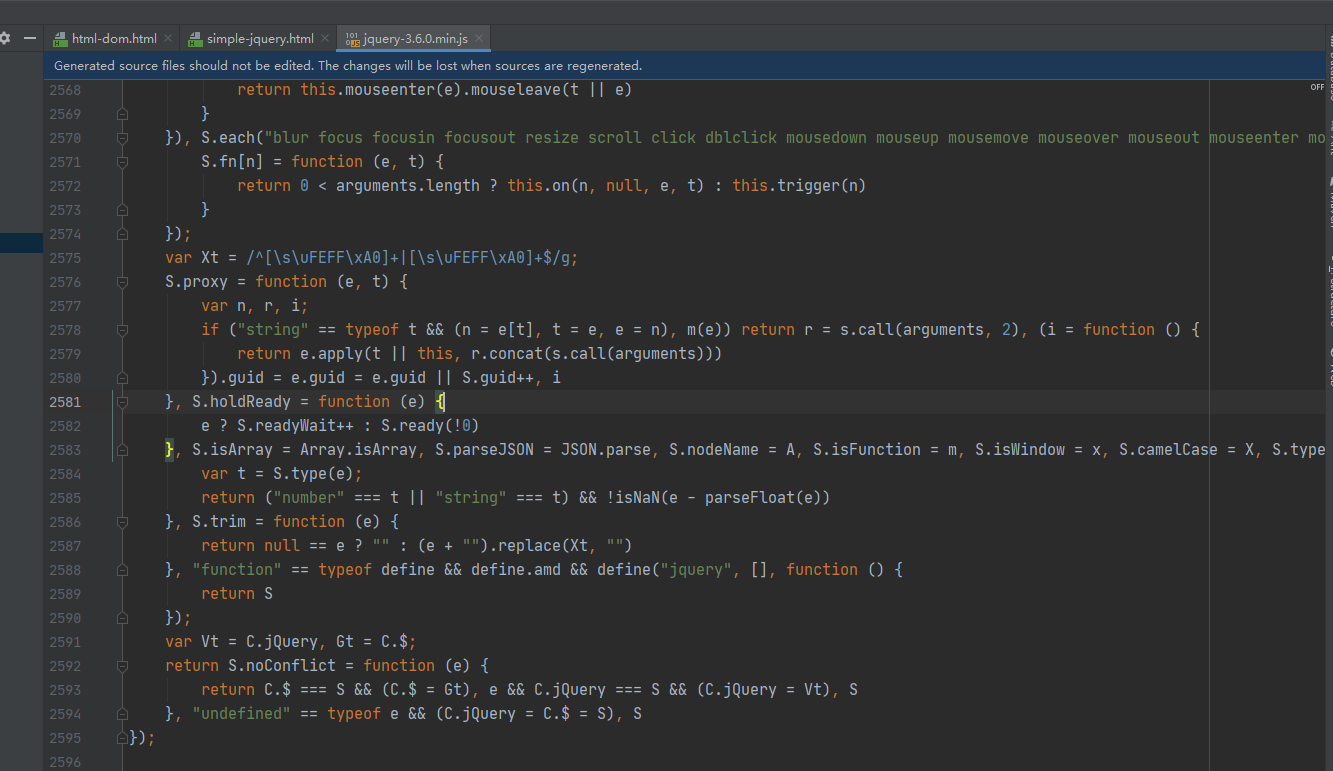 html-dom.html simple-jquery.html jquery-3.6.0.min.js
Generated source files should not be edited. The changes will be lost when sources are regenerated.
OFF
2568 return this.mouseenter(e).mouseleave(t || e)
2569 }
2570 }), S.each("blur focus focusin focusout resize scroll click dblclick mousedown mouseup mousemove mouseover mouseout mouseenter mo
2571 S.fn[n] = function (e, t) {
2572 return 0 < arguments.length ? this.on(n, null, e, t) : this.trigger(n)
2573 }
2574 });
2575 var Xt = /^[\s\uFEFF\xA0]+|[\s\uFEFF\xA0]+$/g;
2576 S.proxy = function (e, t) {
2577 var n, r, i;
2578 if ("string" == typeof t && (n = e[t], t = e, e = n), m(e)) return r = s.call(arguments, 2), (i = function () {
2579 return e.apply(t || this, r.concat(s.call(arguments)))
2580 }).guid = e.guid = e.guid || S.guid++, i
2581 }, S.holdReady = function (e) {
2582 e ? S.readyWait++ : S.ready(!0)
2583 }, S.isArray = Array.isArray, S.parseJSON = JSON.parse, S.nodeName = A, S.isFunction = m, S.isWindow = x, S.camelCase = X, S.type
2584 var t = S.type(e);
2585 return ("number" === t || "string" === t) && !isNaN(e - parseFloat(e))
2586 }, S.trim = function (e) {
2587 return null == e ? "" : (e + "").replace(Xt, "")
2588 }, "function" == typeof define && define.amd && define("jquery", [], function () {
2589 return S
2590 });
2591 var Vt = C.jQuery, Gt = C.$;
2592 return S.noConflict = function (e) {
2593 return C.$ === S && (C.$ = Gt), e && C.jQuery === S && (C.jQuery = Vt), S
2594 }, "undefined" == typeof e && (C.jQuery = C.$ = S), S
2595 });
2596